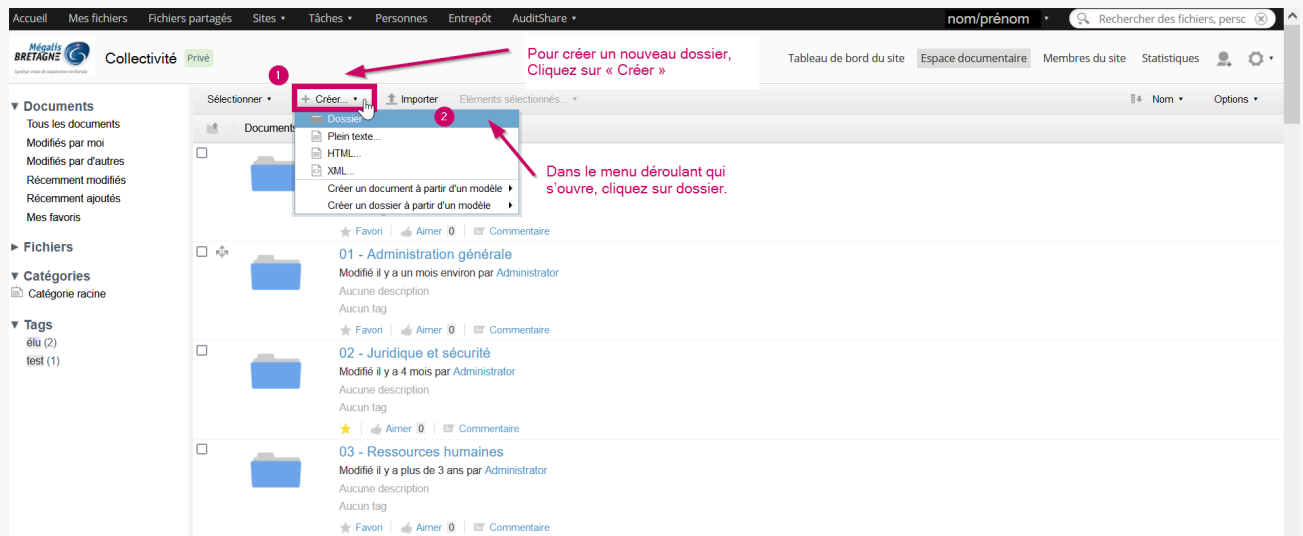 Accueil Mes fichiers Fichiers partagés Sites Tâches Personnes Entrepôt AuditShare nom/prénom Rechercher des fichiers, persc
Mégalis
BRETAGNE
Collectivité Privé
Tableau de bord du site Espace documentaire Membres du site Statistiques
Pour créer un nouveau dossier,
Cliquez sur « Créer »
1
Sélectionner + Créer... Importer Eléments sélectionnés... Nom Options
Documents
Tous les documents
Modifiés par moi
Modifiés par d'autres
Récemment modifiés
Récemment ajoutés
Mes favoris
Fichiers
Catégories
Catégorie racine
Tags
élu (2)
test (1)
Documents
Dossier
2
Plein texte...
HTML...
XML...
Créer un document à partir d'un modèle
Créer un dossier à partir d'un modèle
Dans le menu déroulant qui
s'ouvre, cliquez sur dossier.
Favori Aimer 0 Commentaire
01 - Administration générale
Modifié il y a un mois environ par Administrator
Aucune description
Aucun tag
Favori Aimer 0 Commentaire
02 - Juridique et sécurité
Modifié il y a 4 mois par Administrator
Aucune description
Aucun tag
Aimer 0 Commentaire
03 - Ressources humaines
Modifié il y a plus de 3 ans par Administrator
Aucune description
Aucun tag
Favori Aimer 0 Commentaire